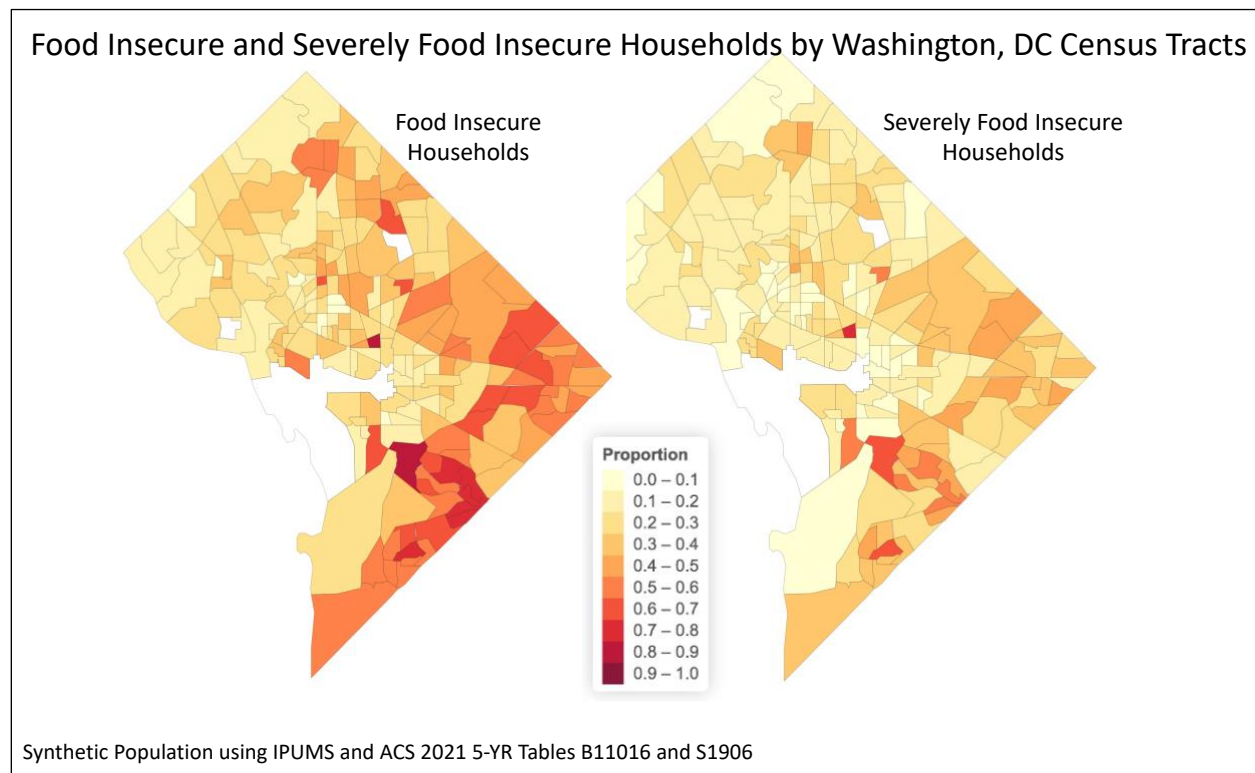 Food Insecure and Severely Food Insecure Households by Washington, DC Census Tracts
Food Insecure
Households
Severely Food Insecure
Households
Proportion
0.0 – 0.1
0.1 – 0.2
0.2 – 0.3
0.3 – 0.4
0.4 – 0.5
0.5 – 0.6
0.6 – 0.7
0.7 – 0.8
0.8 – 0.9
0.9 – 1.0
Synthetic Population using IPUMS and ACS 2021 5-YR Tables B11016 and S1906